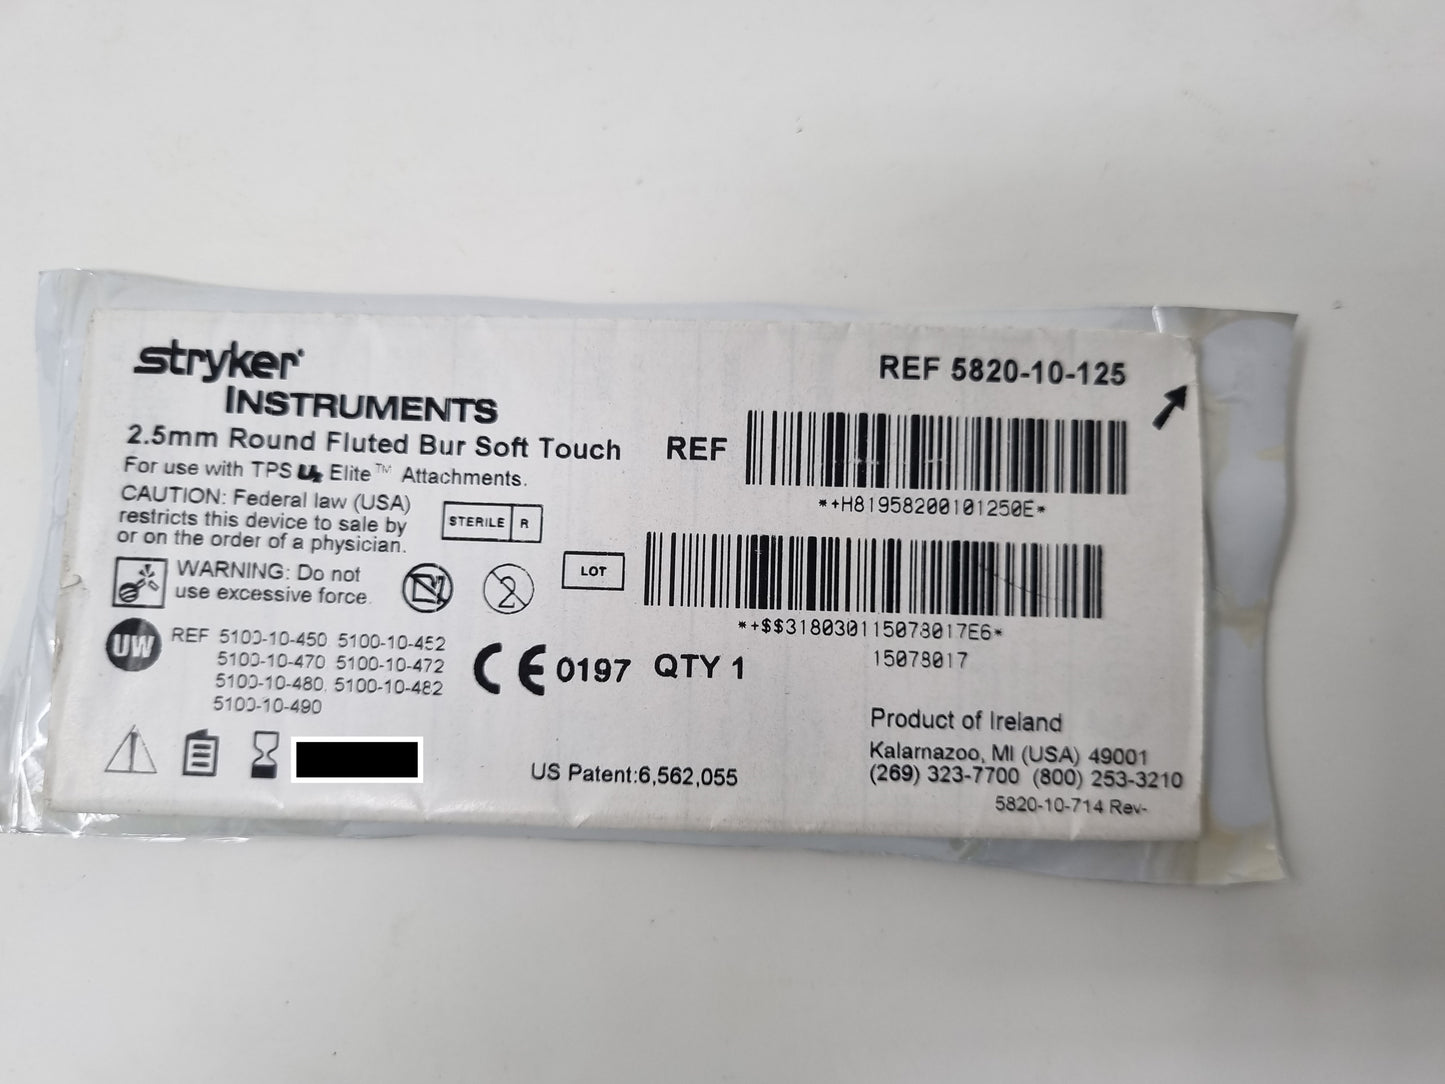 stryker
INSTRUMENTS
2.5mm Round Fluted Bur Soft Touch
For use with TPS Elite™ Attachments.
CAUTION: Federal law (USA)
restricts this device to sale by
or on the order of a physician.
STERILE R
WARNING: Do not
use excessive force.
2
UW
REF 5100-10-450, 5100-10-452
5100-10-470 5100-10-472
5100-10-480, 5100-10-482
5100-10-490
REF 5820-10-125
REF
*+H81958200101250E*
LOT
*+$$318030115078017E6*
15078017
CE 0197 QTY 1
US Patent:6,562,055
Product of Ireland
Kalamazoo, MI (USA) 49001
(269) 323-7700 (800) 253-3210
5820-10-714 Rev-